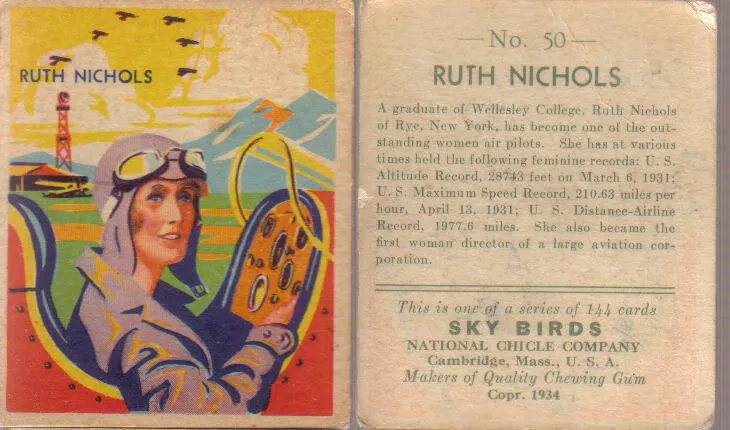 RUTH NICHOLS
—No. 50—
RUTH NICHOLS
A graduate of Wellesley College, Ruth Nichols
of Rye, New York, has become one of the out-
standing women air pilots. She has at various
times held the following feminine records: U. S.
Altitude Record, 28743 feet on March 6, 1931;
U. S. Maximum Speed Record, 210.63 miles per
hour, April 13, 1931; U. S. Distance-Airline
Record, 1977.6 miles. She also became the
first woman director of a large aviation cor-
poration.
This is one of a series of 144 cards
SKY BIRDS
NATIONAL CHICLE COMPANY
Cambridge, Mass., U. S. A.
Makers of Quality Chewing Gum
Copr. 1934